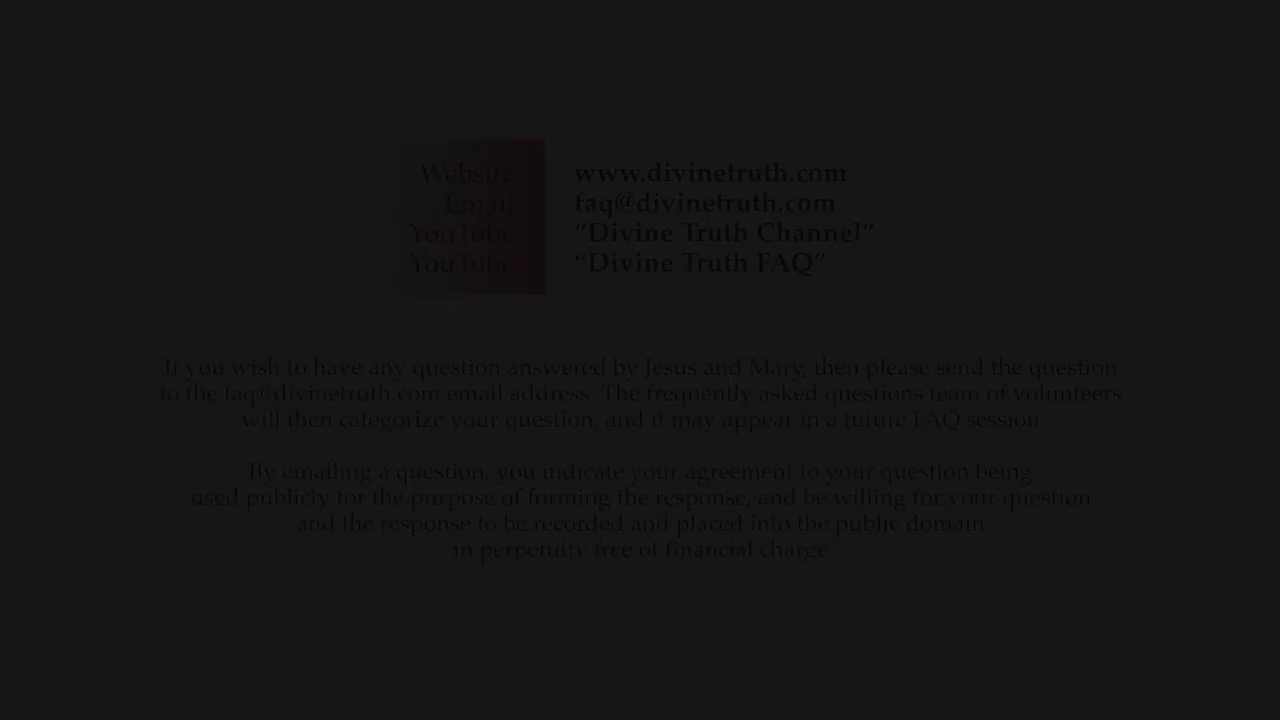 Website www.divinetruth.com
Email faq@divinetruth.com
YouTube "Divine Truth Channel"
YouTube "Divine Truth FAQ"
If you wish to have any question answered by Jesus and Mary, then please send the question
to the faq@divinetruth.com email address. The frequently asked questions team of volunteers
will then categorize your question, and it may appear in a future FAQ session
By emailing a question, you indicate your agreement to your question being
used publicly for the purpose of forming the response, and be willing for your question
and the response to be recorded and placed into the public domain
in perpetuity free of financial charge